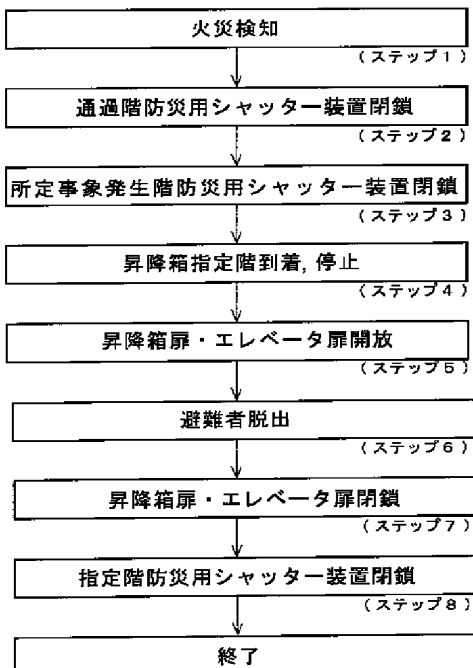 火災検知
(ステップ1)
通過階防災用シャッター装置閉鎖
(ステップ2)
所定事象発生階防災用シャッター装置閉鎖
(ステップ3)
昇降箱指定階到着,停止
(ステップ4)
昇降箱扉・エレベータ扉開放
(ステップ5)
避難者脱出
(ステップ6)
昇降箱扉・エレベータ扉閉鎖
(ステップ7)
指定階防災用シャッター装置閉鎖
(ステップ8)
終了